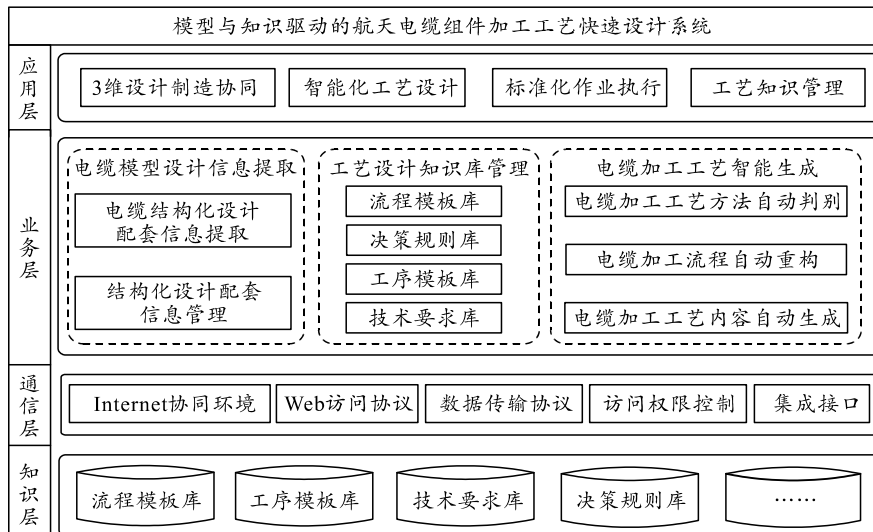 模型与知识驱动的航天电缆组件加工工艺快速设计系统
应用层
3维设计制造协同
智能化工艺设计
标准化作业执行
工艺知识管理
业务层
电缆模型设计信息提取
电缆结构化设计
配套信息提取
结构化设计配套
信息管理
工艺设计知识库管理
流程模板库
决策规则库
工序模板库
技术要求库
电缆加工工艺智能生成
电缆加工工艺方法自动判别
电缆加工流程自动重构
电缆加工工艺内容自动生成
通信层
Internet协同环境
Web访问协议
数据传输协议
访问权限控制
集成接口
知识层
流程模板库
工序模板库
技术要求库
决策规则库
……